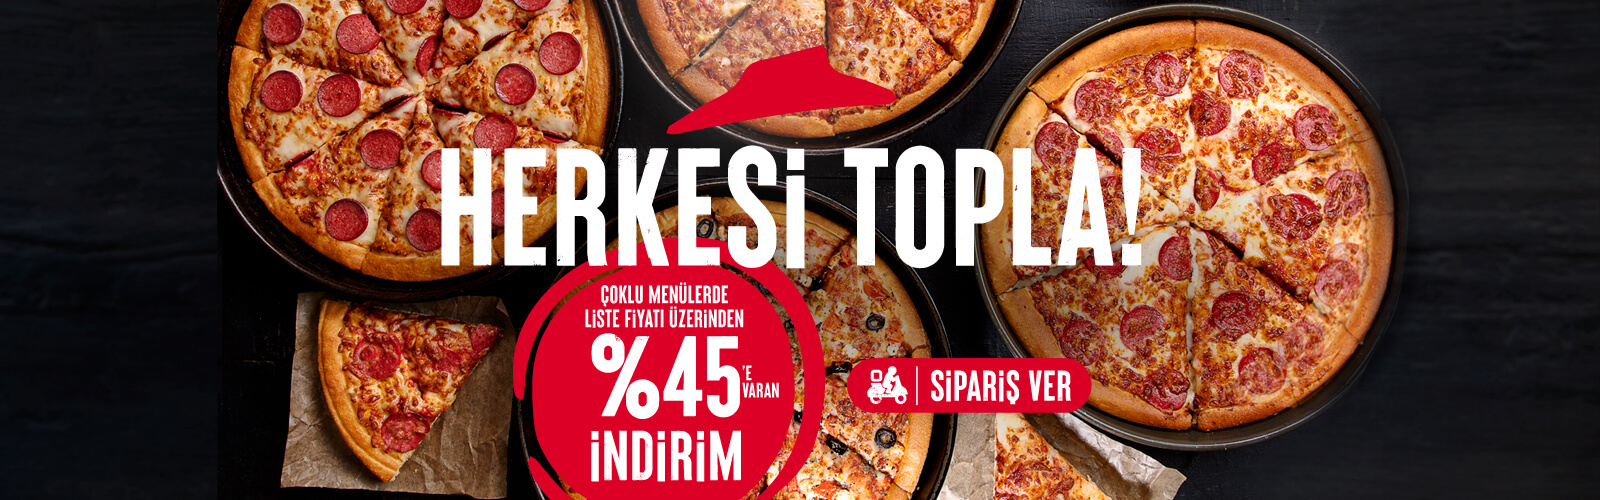 HERKESİ TOPLA!
ÇOKLU MENÜLERDE
LİSTE FİYATI ÜZERİNDEN
%45'E
VARAN
İNDİRİM
SİPARİŞ VER